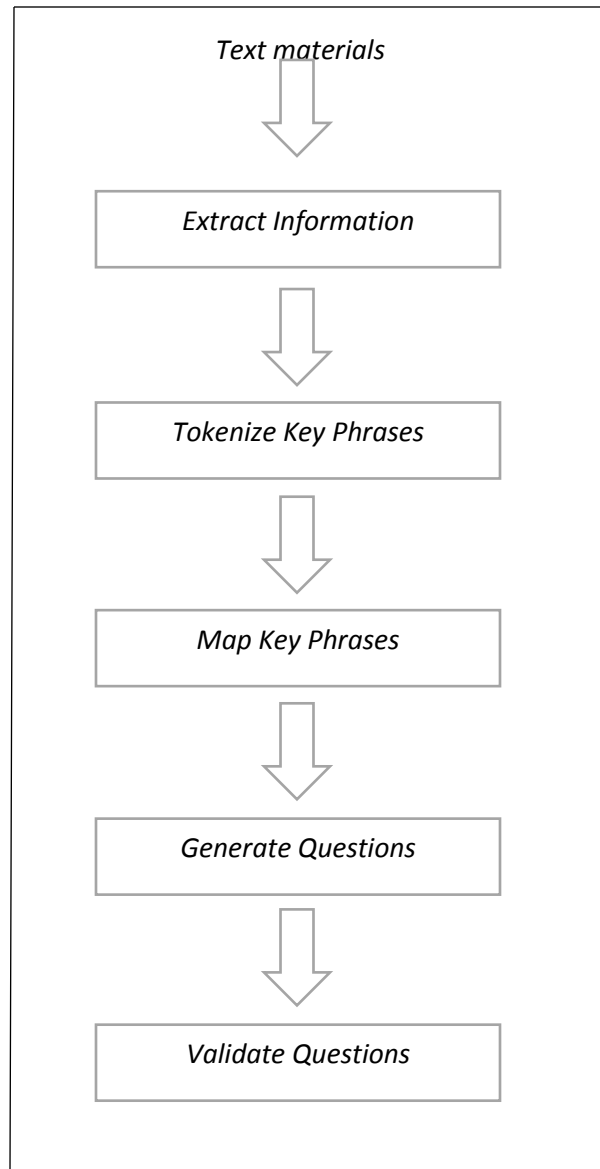 Text materials
Extract Information
Tokenize Key Phrases
Map Key Phrases
Generate Questions
Validate Questions